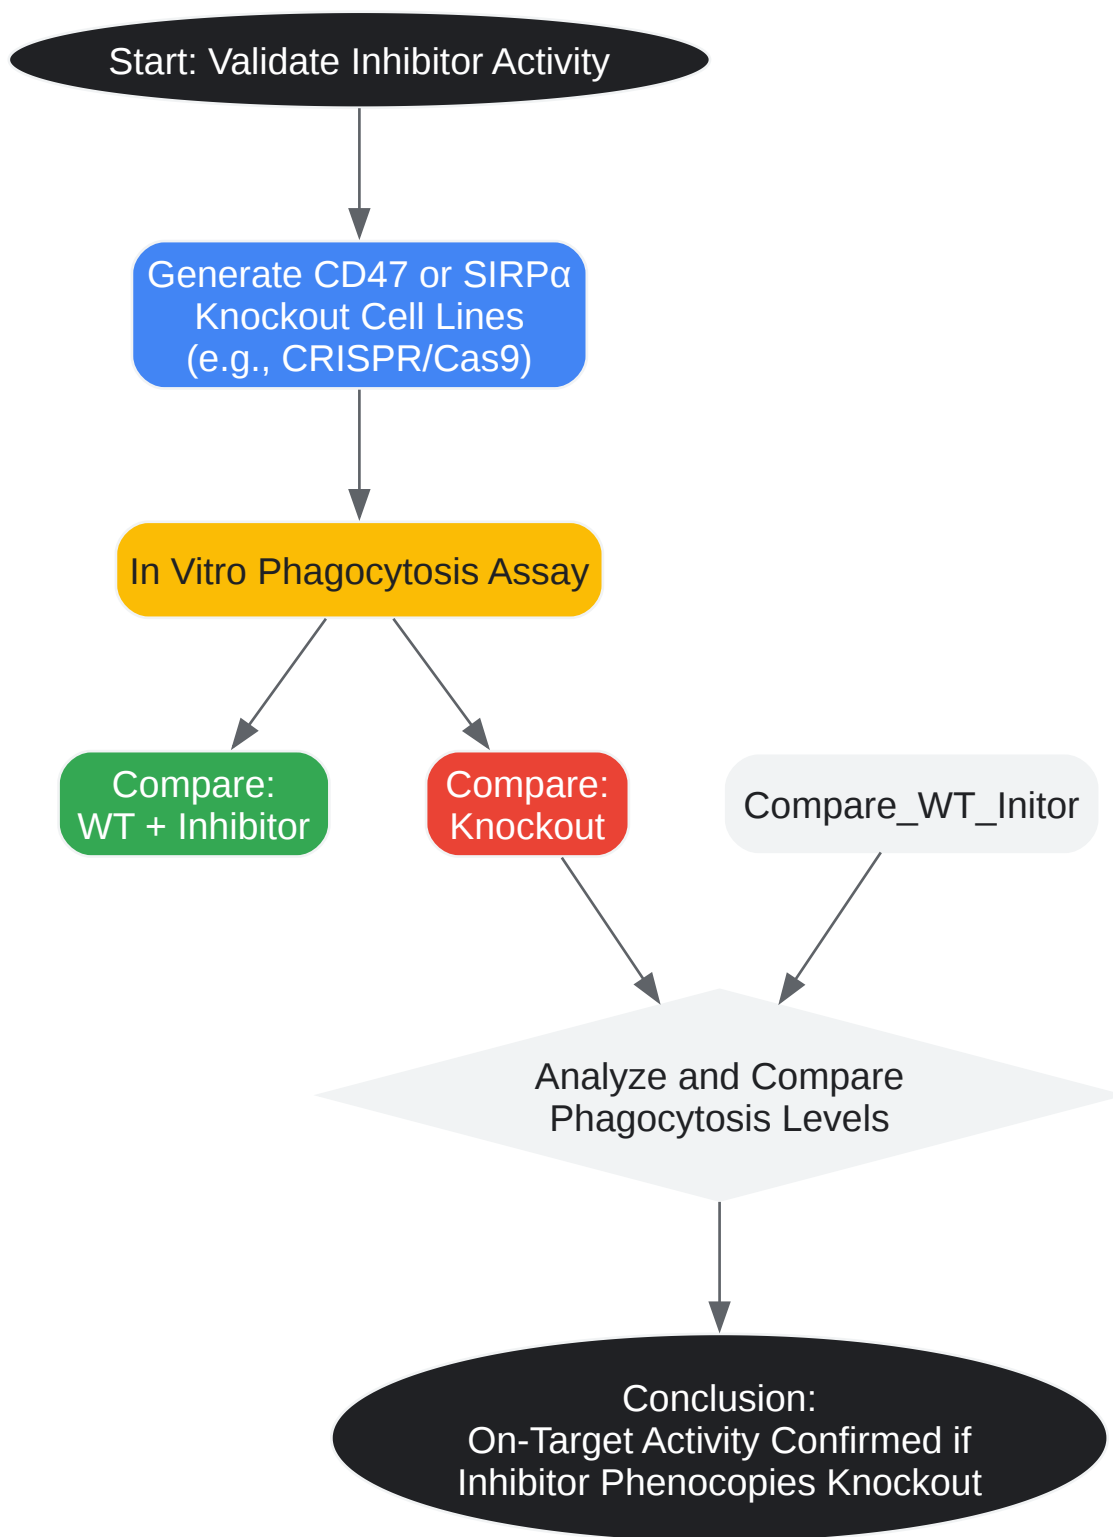 Start: Validate Inhibitor Activity
Generate CD47 or SIRPα
Knockout Cell Lines
(e.g., CRISPR/Cas9)
In Vitro Phagocytosis Assay
Compare:
WT + Inhibitor
Compare:
Knockout
Compare_WT_Initor
Analyze and Compare
Phagocytosis Levels
Conclusion:
On-Target Activity Confirmed if
Inhibitor Phenocopies Knockout